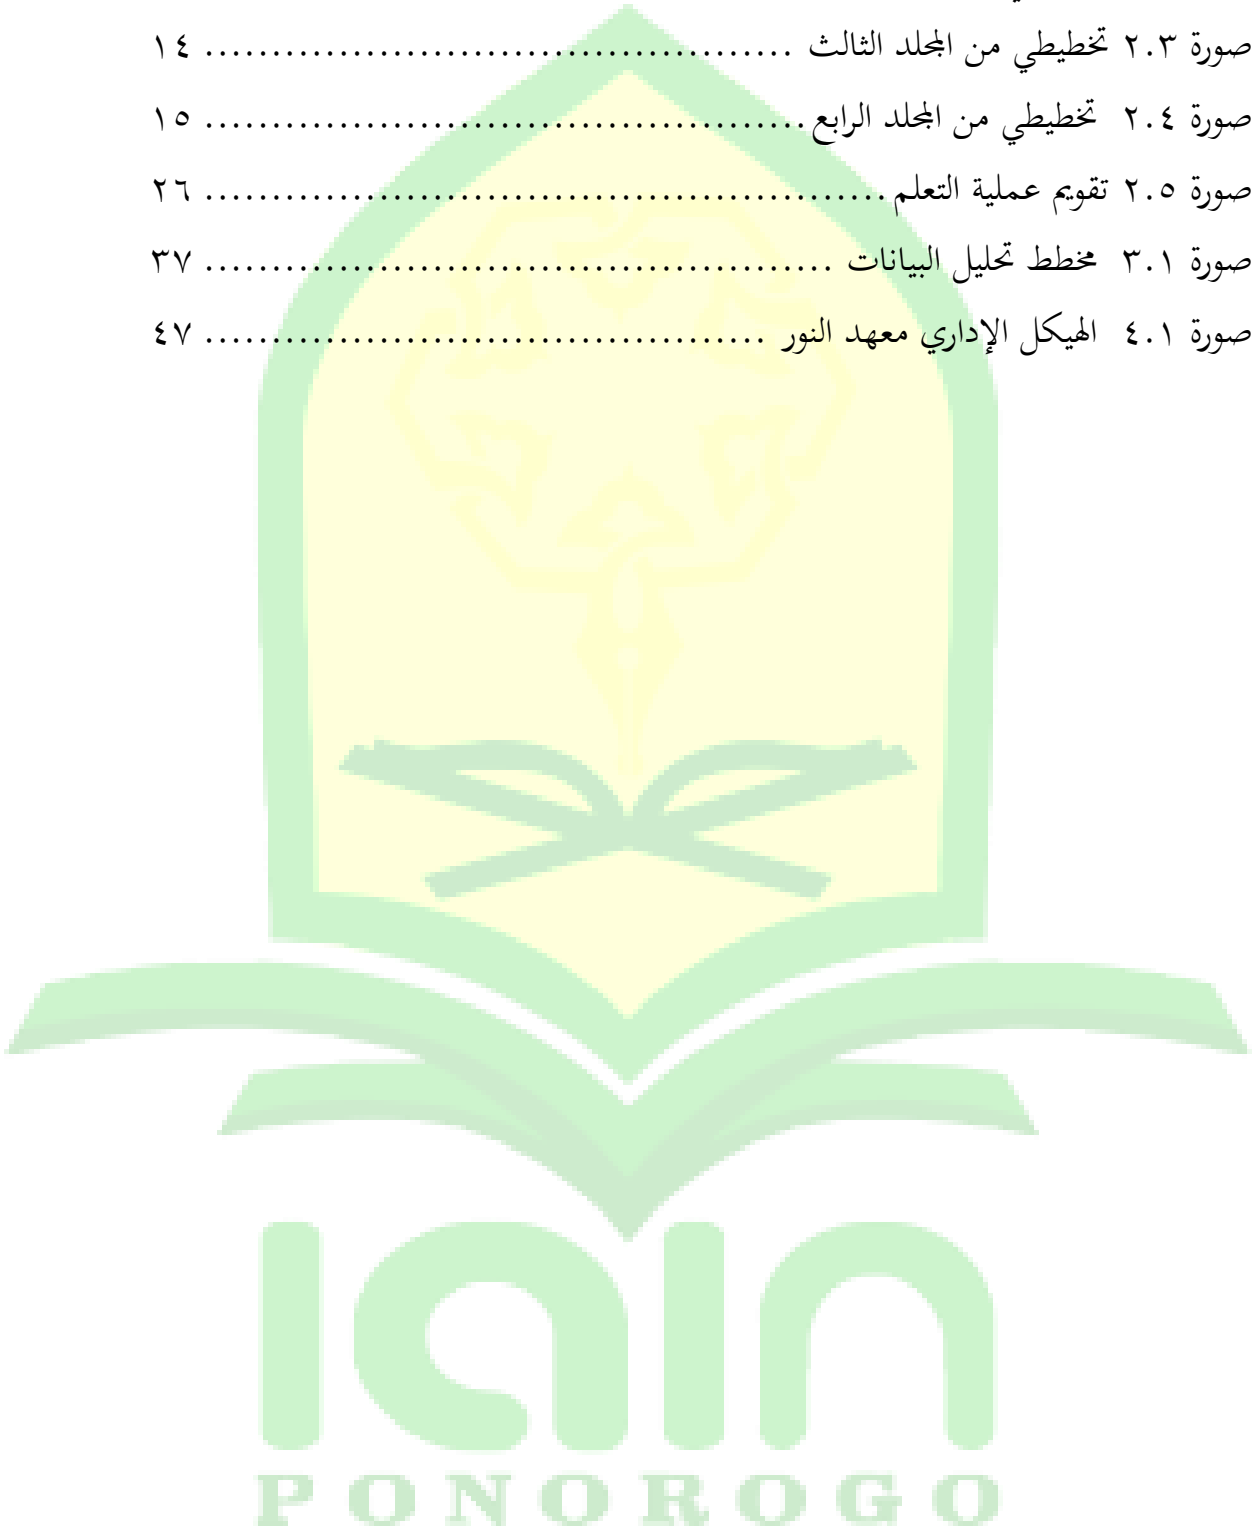 صورة ٢.٣ تخطيطي من المجلد الثالث ............................................ ١٤
صورة ٢.٤ تخطيطي من المجلد الرابع ............................................. ١٥
صورة ٢.٥ تقويم عملية التعلم ................................................... ٢٦
صورة ٣.١ مخطط تحليل البيانات ............................................... ٣٧
صورة ٤.١ الهيكل الإداري معهد النور .......................................... ٤٧
iain
PONOROGO